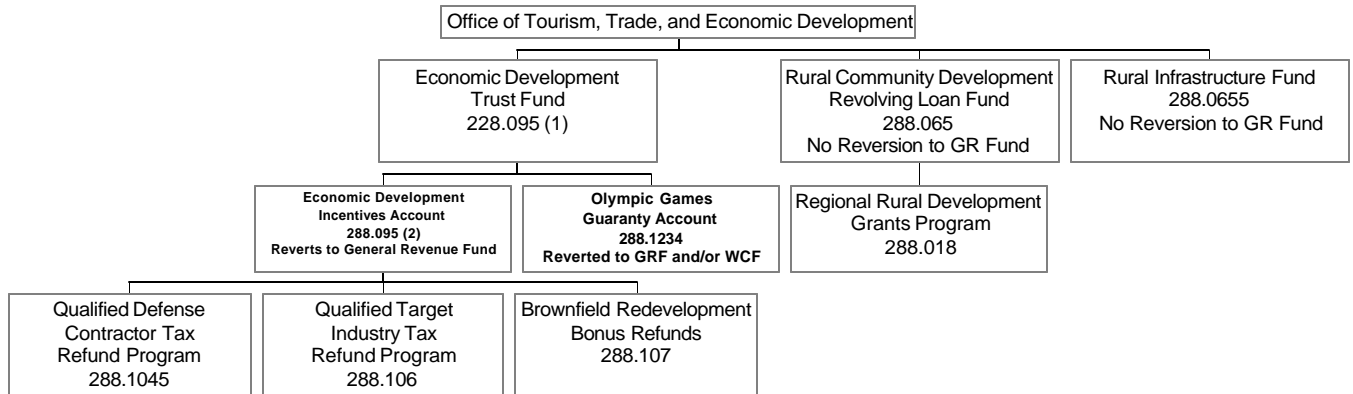 Office of Tourism, Trade, and Economic Development
Economic Development
Trust Fund
228.095 (1)
Rural Community Development
Revolving Loan Fund
288.065
No Reversion to GR Fund
Rural Infrastructure Fund
288.0655
No Reversion to GR Fund
Economic Development
Incentives Account
288.095 (2)
Reverts to General Revenue Fund
Olympic Games
Guaranty Account
288.1234
Reverted to GRF and/or WCF
Regional Rural Development
Grants Program
288.018
Qualified Defense
Contractor Tax
Refund Program
288.1045
Qualified Target
Industry Tax
Refund Program
288.106
Brownfield Redevelopment
Bonus Refunds
288.107